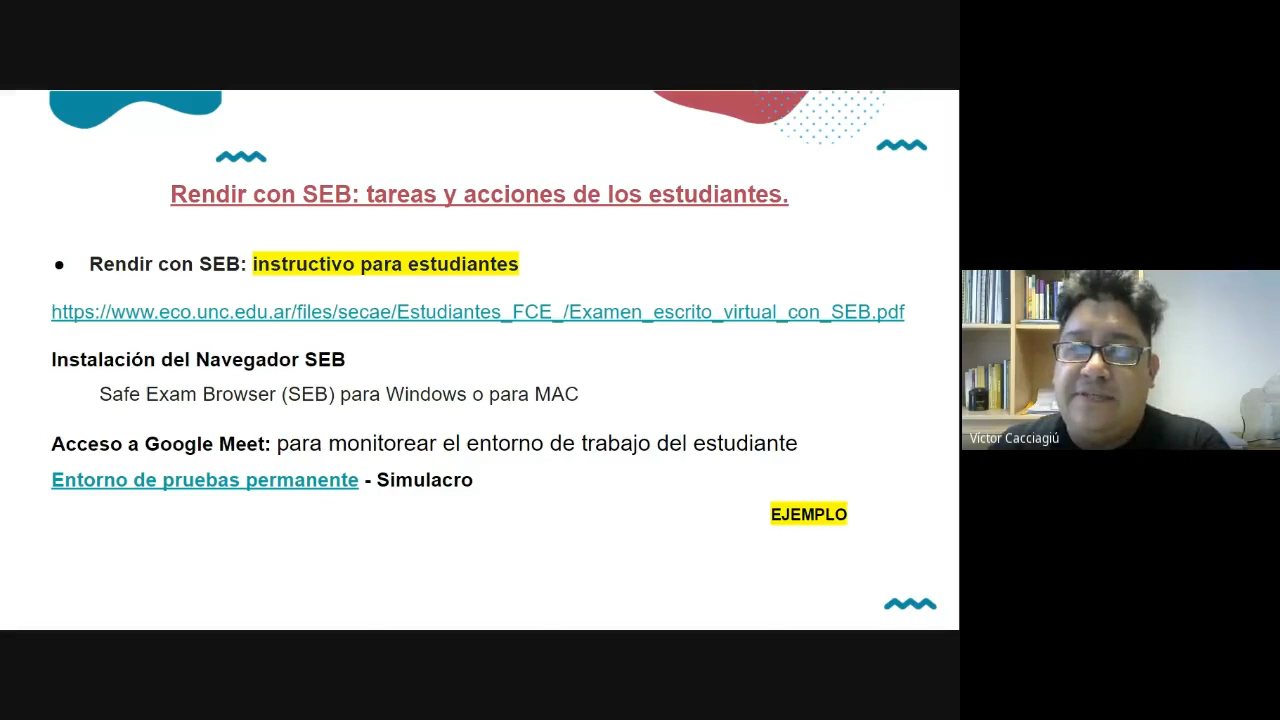 Rendir con SEB: tareas y acciones de los estudiantes.
● Rendir con SEB: instructivo para estudiantes
https://www.eco.unc.edu.ar/files/secae/Estudiantes_FCE_/Examen_escrito_virtual_con_SEB.pdf
Instalación del Navegador SEB
Safe Exam Browser (SEB) para Windows o para MAC
Acceso a Google Meet: para monitorear el entorno de trabajo del estudiante
Entorno de pruebas permanente - Simulacro
EJEMPLO
Víctor Cacciagiú